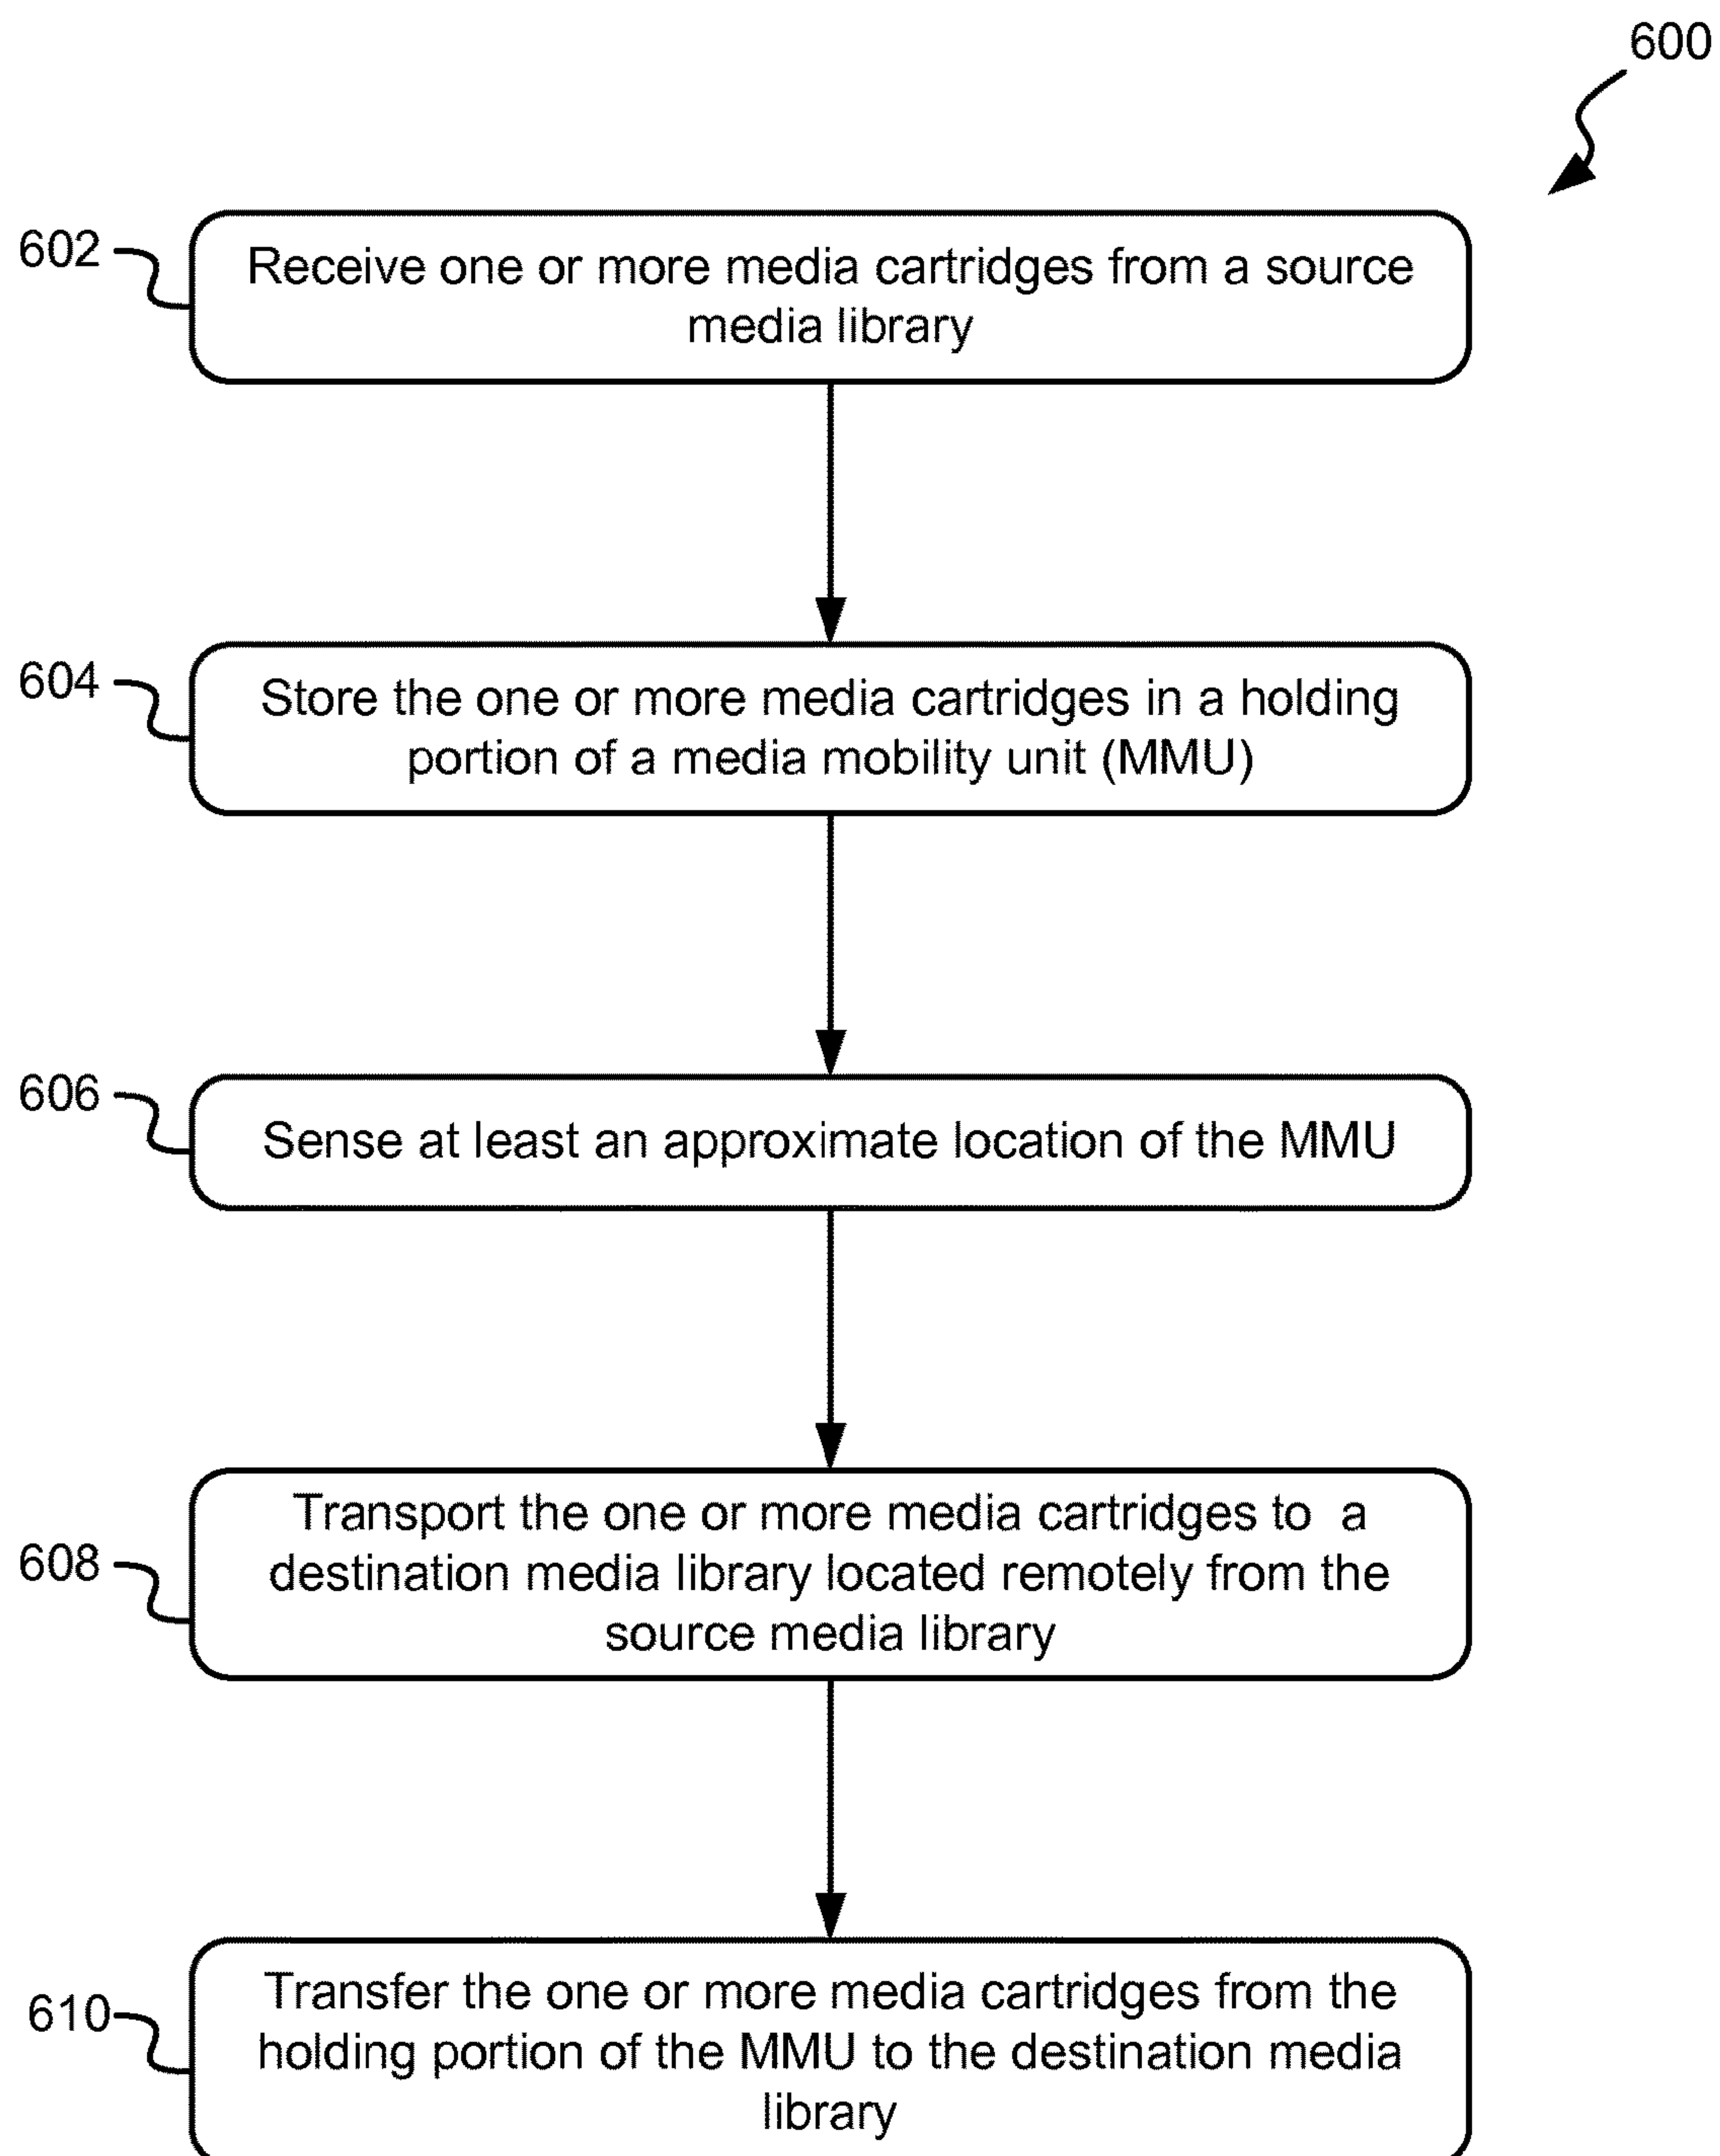 600
602
Receive one or more media cartridges from a source
media library
604
Store the one or more media cartridges in a holding
portion of a media mobility unit (MMU)
606
Sense at least an approximate location of the MMU
608
Transport the one or more media cartridges to a
destination media library located remotely from the
source media library
610
Transfer the one or more media cartridges from the
holding portion of the MMU to the destination media
library